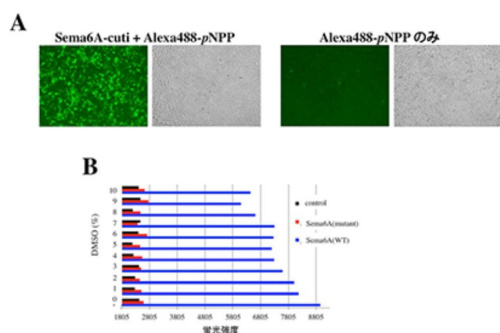 A
Sema6A-cuti + Alexa488-pNPP
Alexa488-pNPP のみ
B
DMSO (%)
10
9
8
7
6
5
4
3
2
1
0
control
Sema6A(mutant)
Sema6A(WT)
1805 2805 3805 4805 5805 6805 7805 8805
蛍光強度